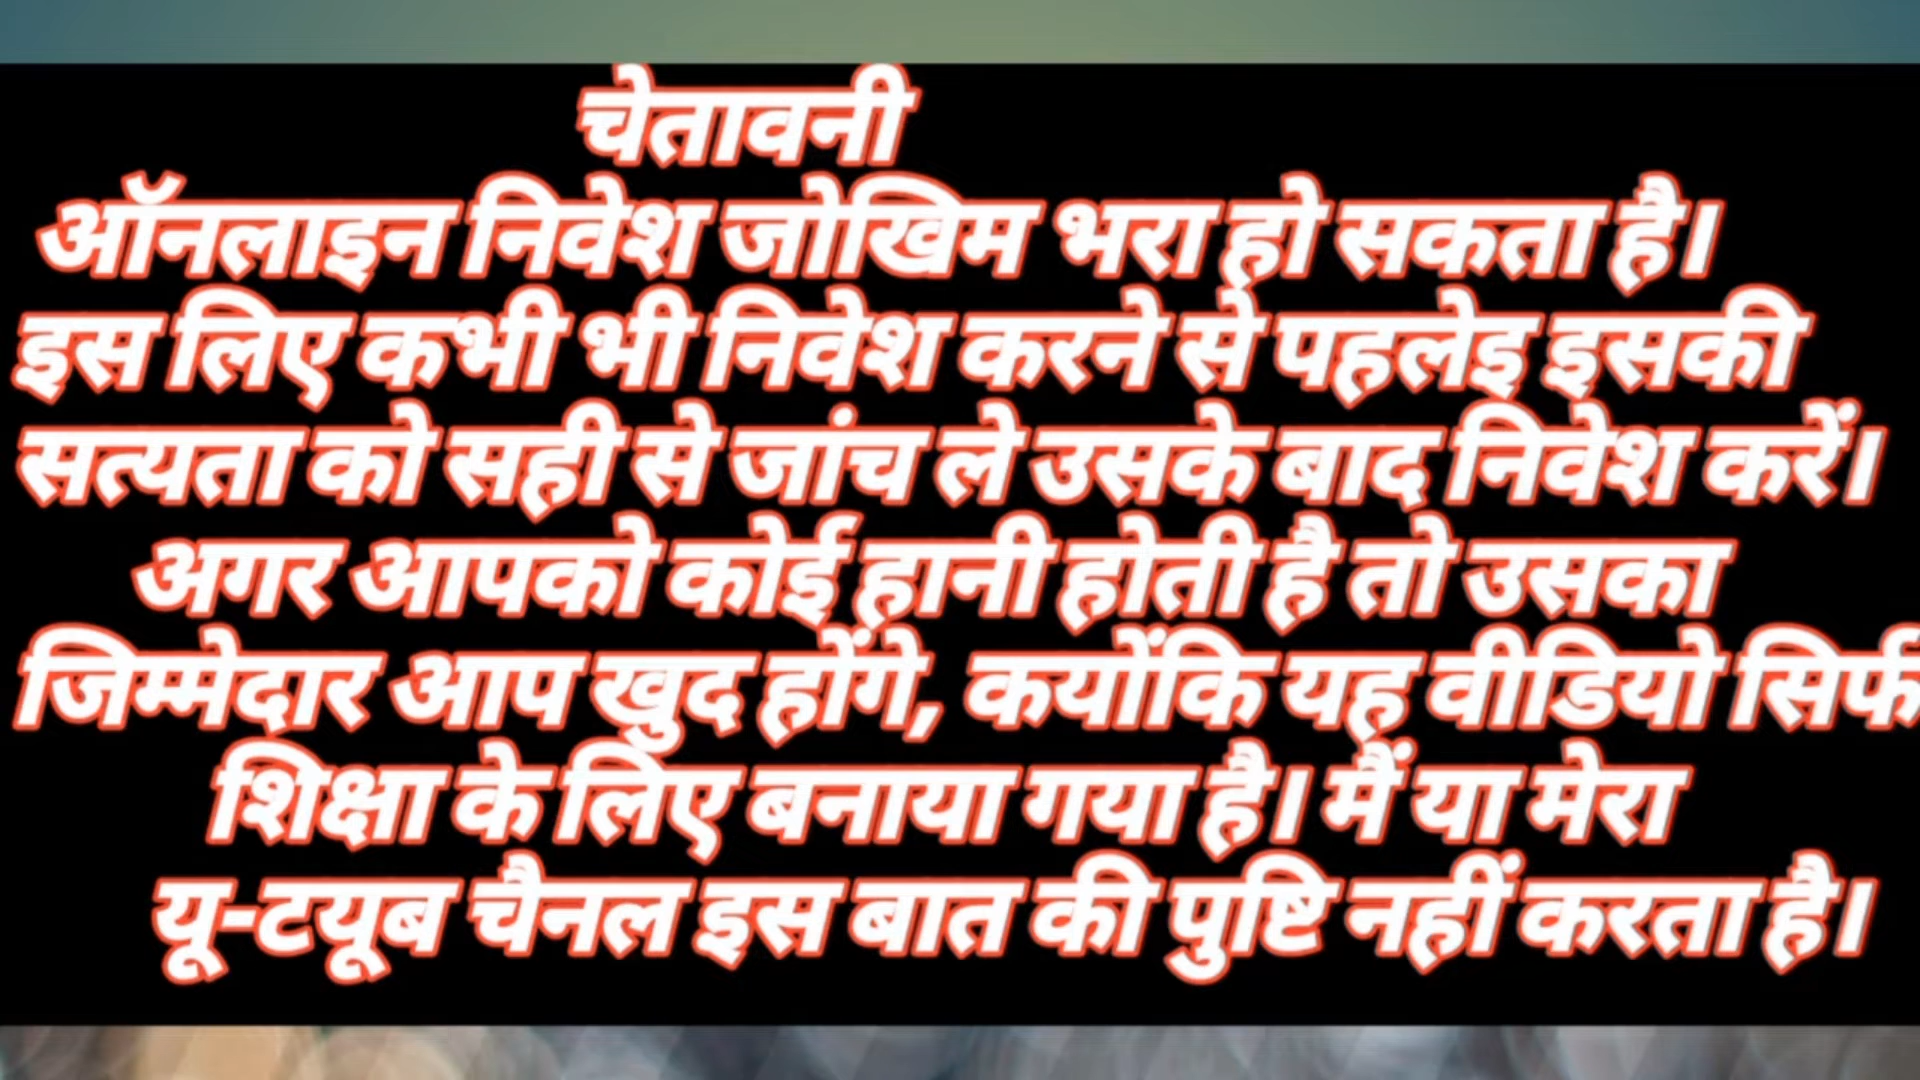 चेतावनी
ऑनलाइन निवेश जोखिम भरा हो सकता है।
इस लिए कभी भी निवेश करने से पहलेइ इसकी
सत्यता को सही से जांच ले उसके बाद निवेश करें।
अगर आपको कोई हानी होती है तो उसका
जिम्मेदार आप खुद होंगे, कयोंकि यह वीडियो सिर्फ
शिक्षा के लिए बनाया गया है। मैं या मेरा
यू-टयूब चैनल इस बात की पुष्टि नहीं करता है।